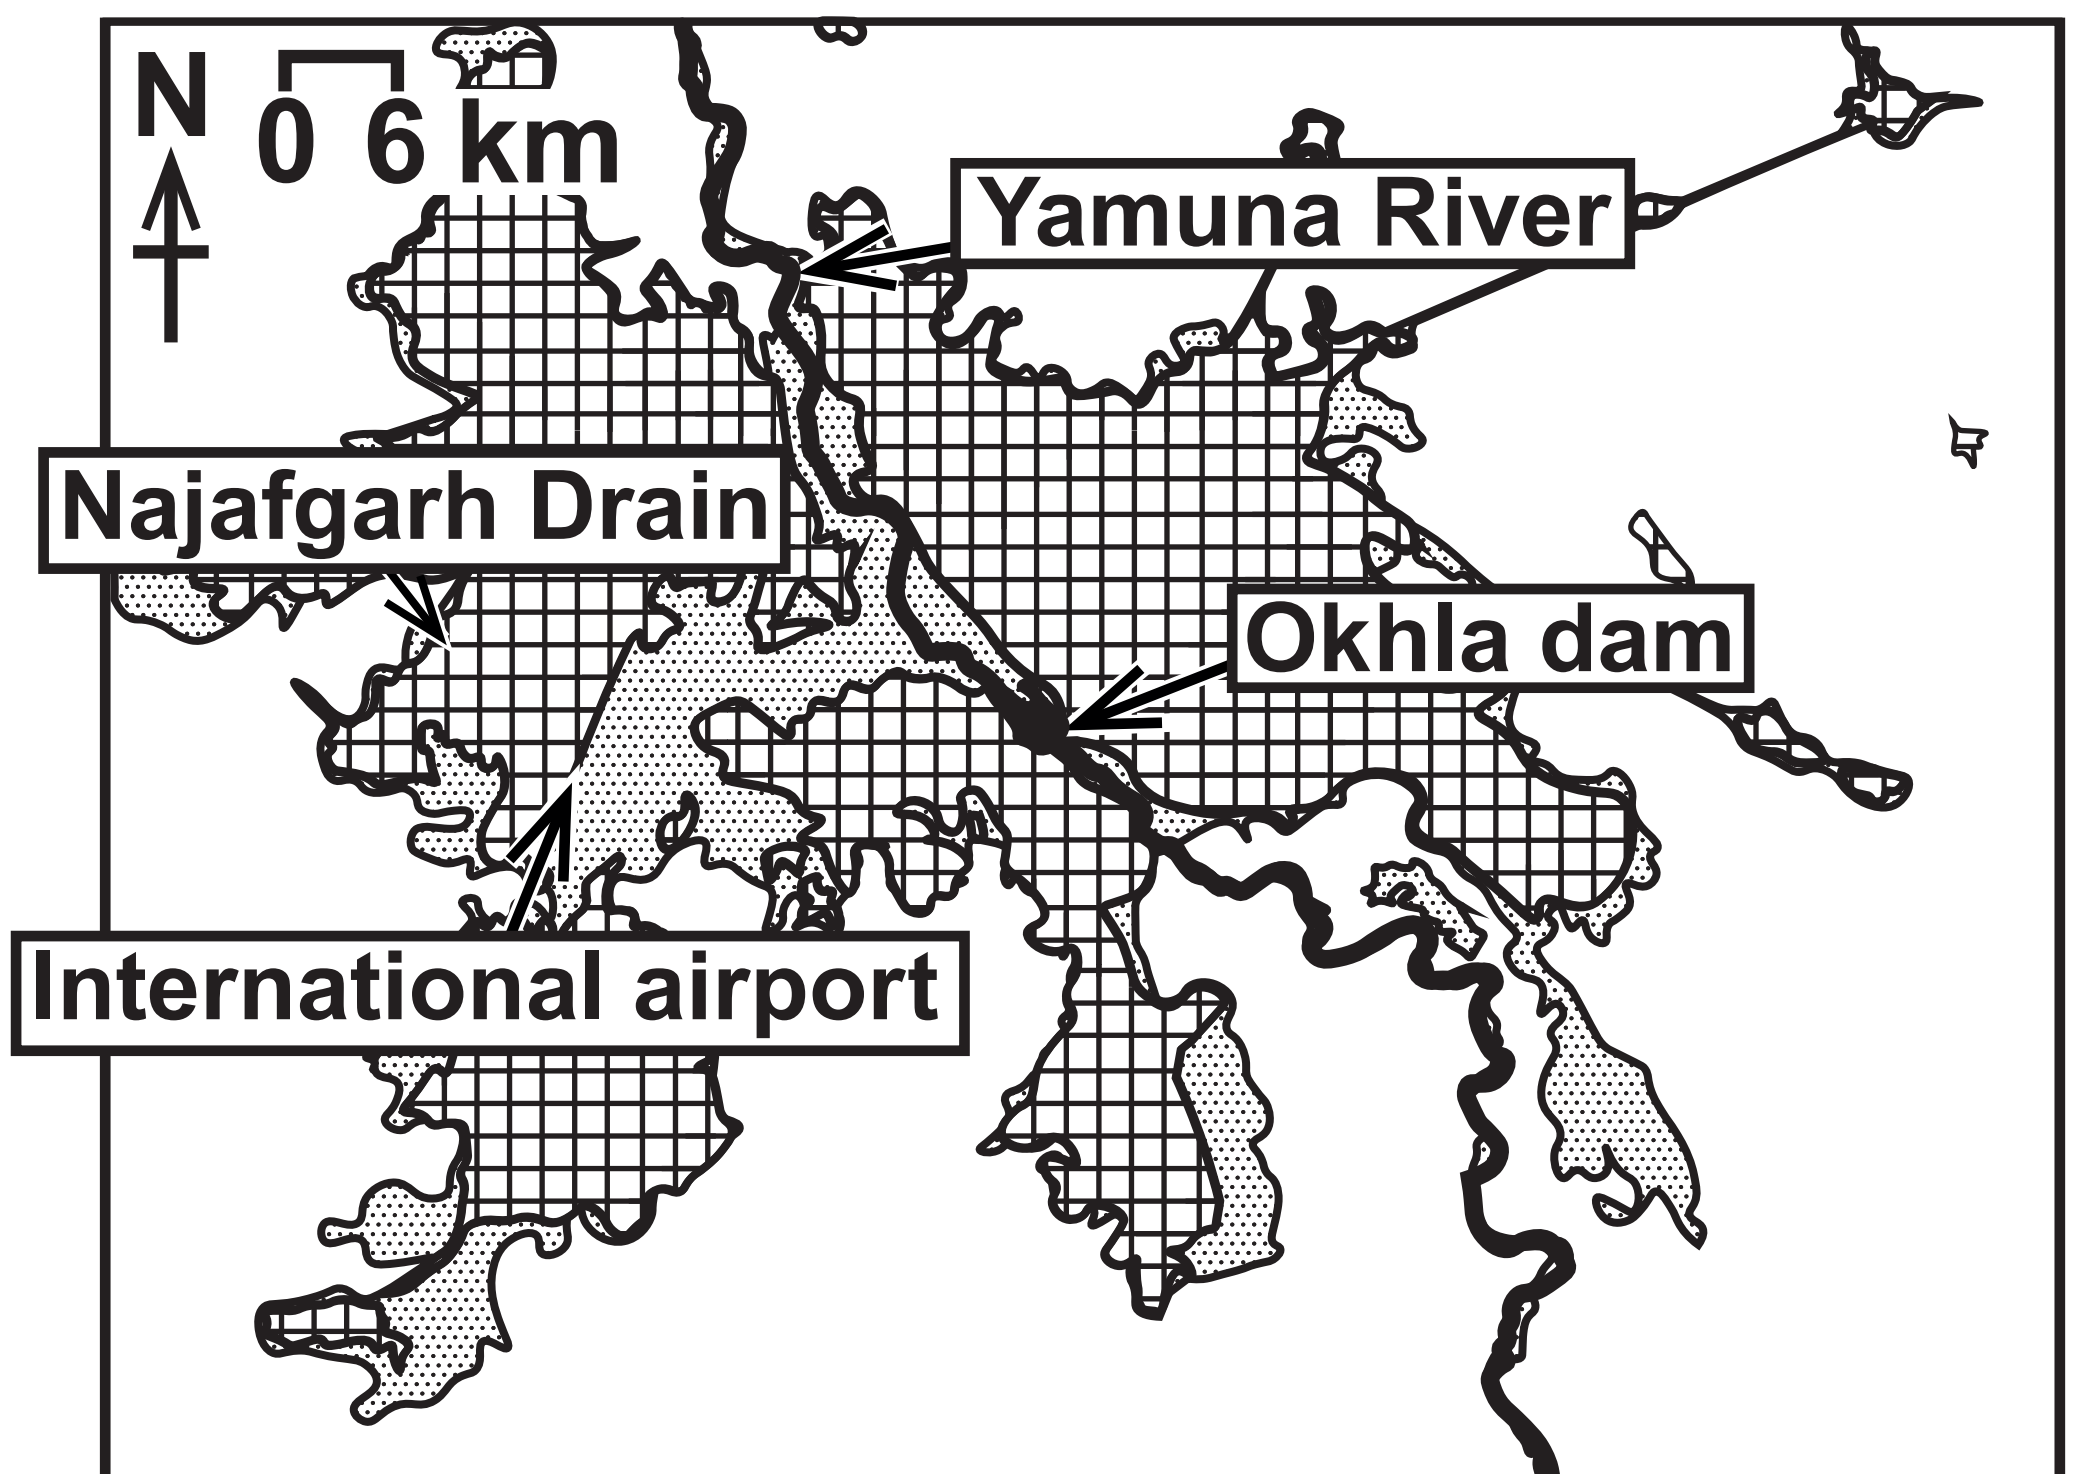 N
0 6 km
Yamuna River
Najafgarh Drain
Okhla dam
International airport